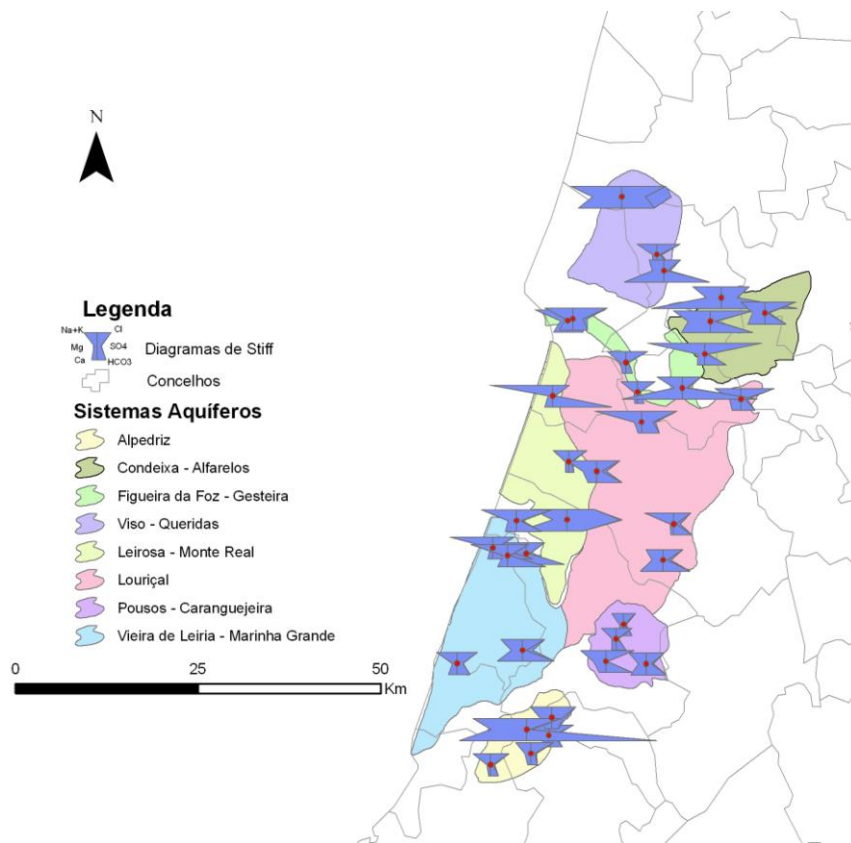 N
Legenda
Na+K Cl
Mg SO4
Ca HCO3
Diagramas de Stiff
Concelhos
Sistemas Aquíferos
Alpedriz
Condeixa - Alfarelos
Figueira da Foz - Gesteira
Viso - Queridas
Leirosa - Monte Real
Louriçal
Pousos - Caranguejeira
Vieira de Leiria - Marinha Grande
0 25 50
Km